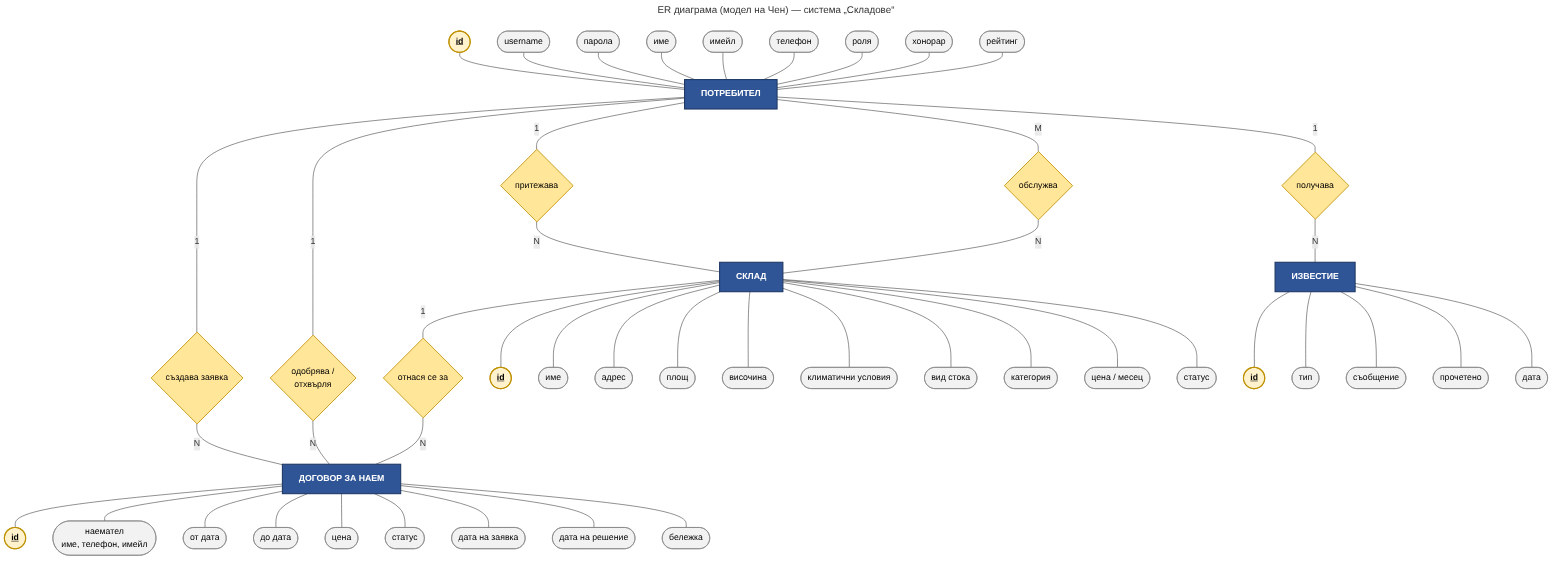 ER диаграма (модел на Чен) — система „Складове“
id
username
парола
име
имейл
телефон
роля
хонорар
рейтинг
ПОТРЕБИТЕЛ
1
M
1
притежава
обслужва
получава
1
1
N
N
N
СКЛАД
ИЗВЕСТИЕ
1
създава заявка
одобрява /
отхвърля
отнася се за
id
име
адрес
площ
височина
климатични условия
вид стока
категория
цена / месец
статус
id
тип
съобщение
прочетено
дата
N
N
N
ДОГОВОР ЗА НАЕМ
id
наемател
име, телефон, имейл
от дата
до дата
цена
статус
дата на заявка
дата на решение
бележка